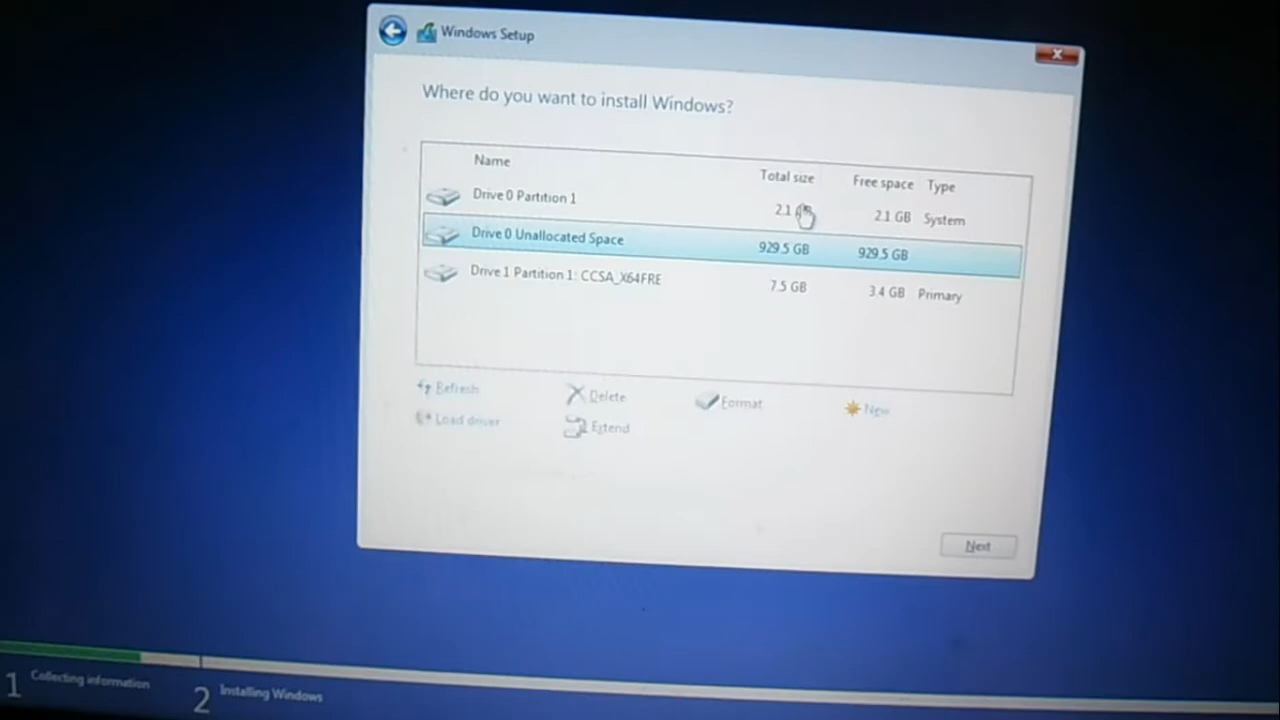 Windows Setup
Where do you want to install Windows?
Name Total size Free space Type
Drive 0 Partition 1 2.1 2.1 GB System
Drive 0 Unallocated Space 929.5 GB 929.5 GB
Drive 1 Partition 1: CCSA_X64FRE 7.5 GB 3.4 GB Primary
Refresh Delete Format New
Load driver Extend
Next
1 Collecting information 2 Installing Windows